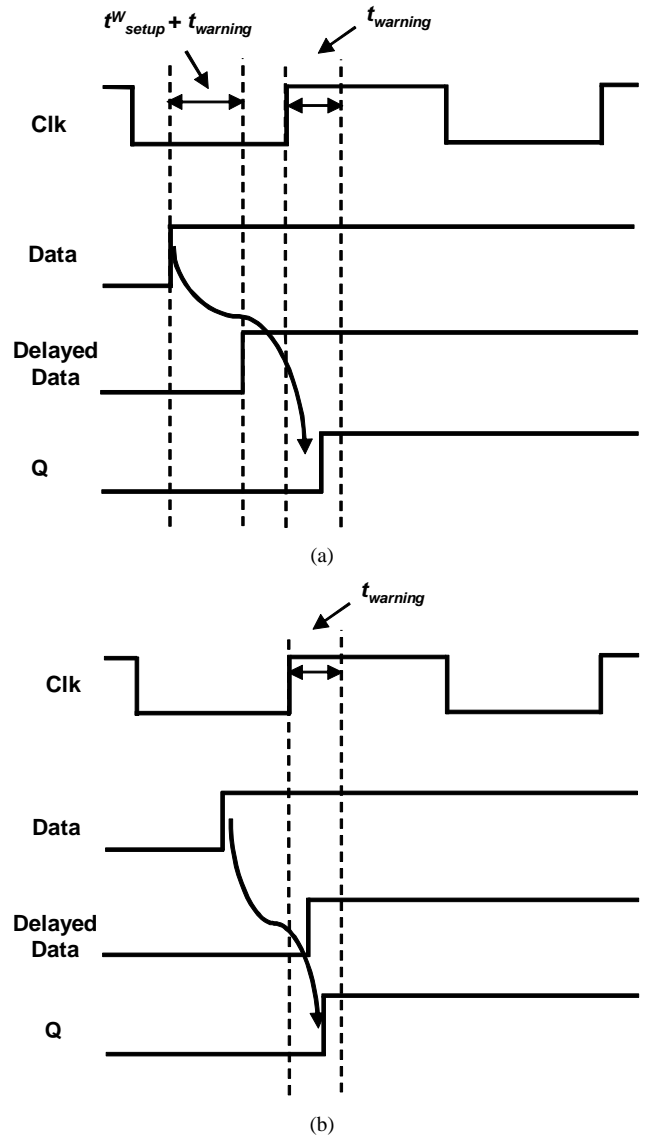 t^W_setup + t_warning
t_warning
Clk
Data
Delayed
Data
Q
(a)
t_warning
Clk
Data
Delayed
Data
Q
(b)